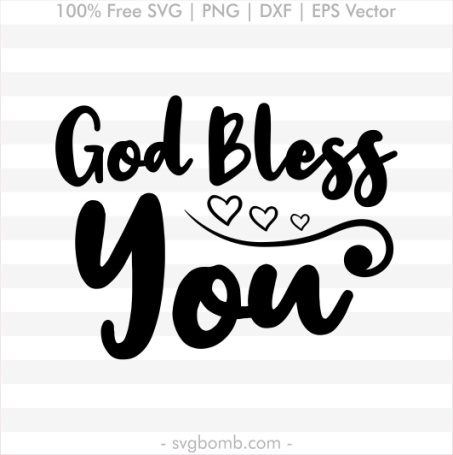 100% Free SVG | PNG | DXF | EPS Vector
God Bless
You
- svgbomb.com -